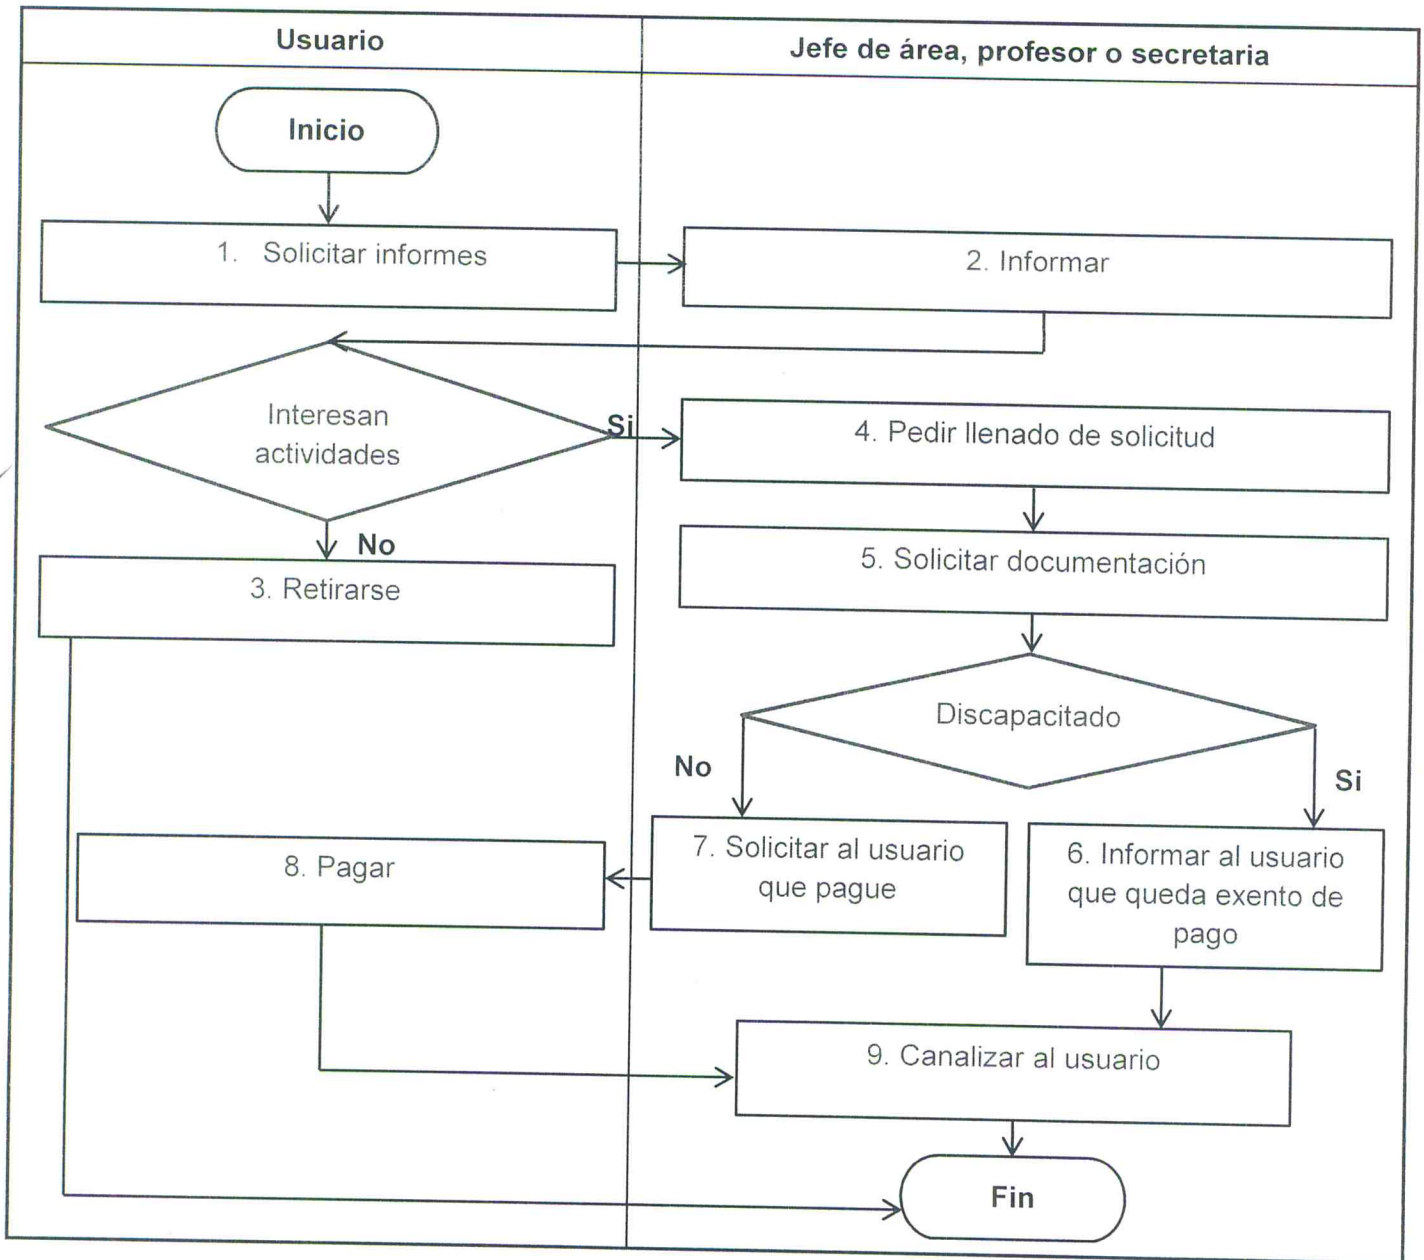 Usuario
Jefe de área, profesor o secretaria
Inicio
1. Solicitar informes
2. Informar
Interesan
actividades
Si
4. Pedir llenado de solicitud
No
3. Retirarse
5. Solicitar documentación
Discapacitado
No
Si
7. Solicitar al usuario
que pague
8. Pagar
6. Informar al usuario
que queda exento de
pago
9. Canalizar al usuario
Fin